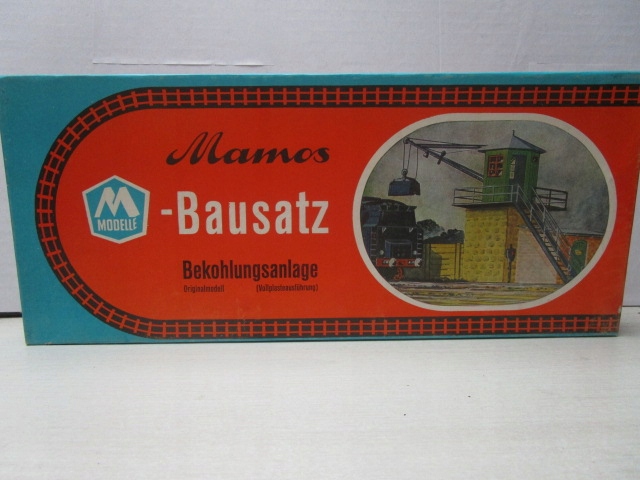 Mamos
M
MODELLE
-Bausatz
Bekohlungsanlage
Originalmodell (Vollplastausführung)